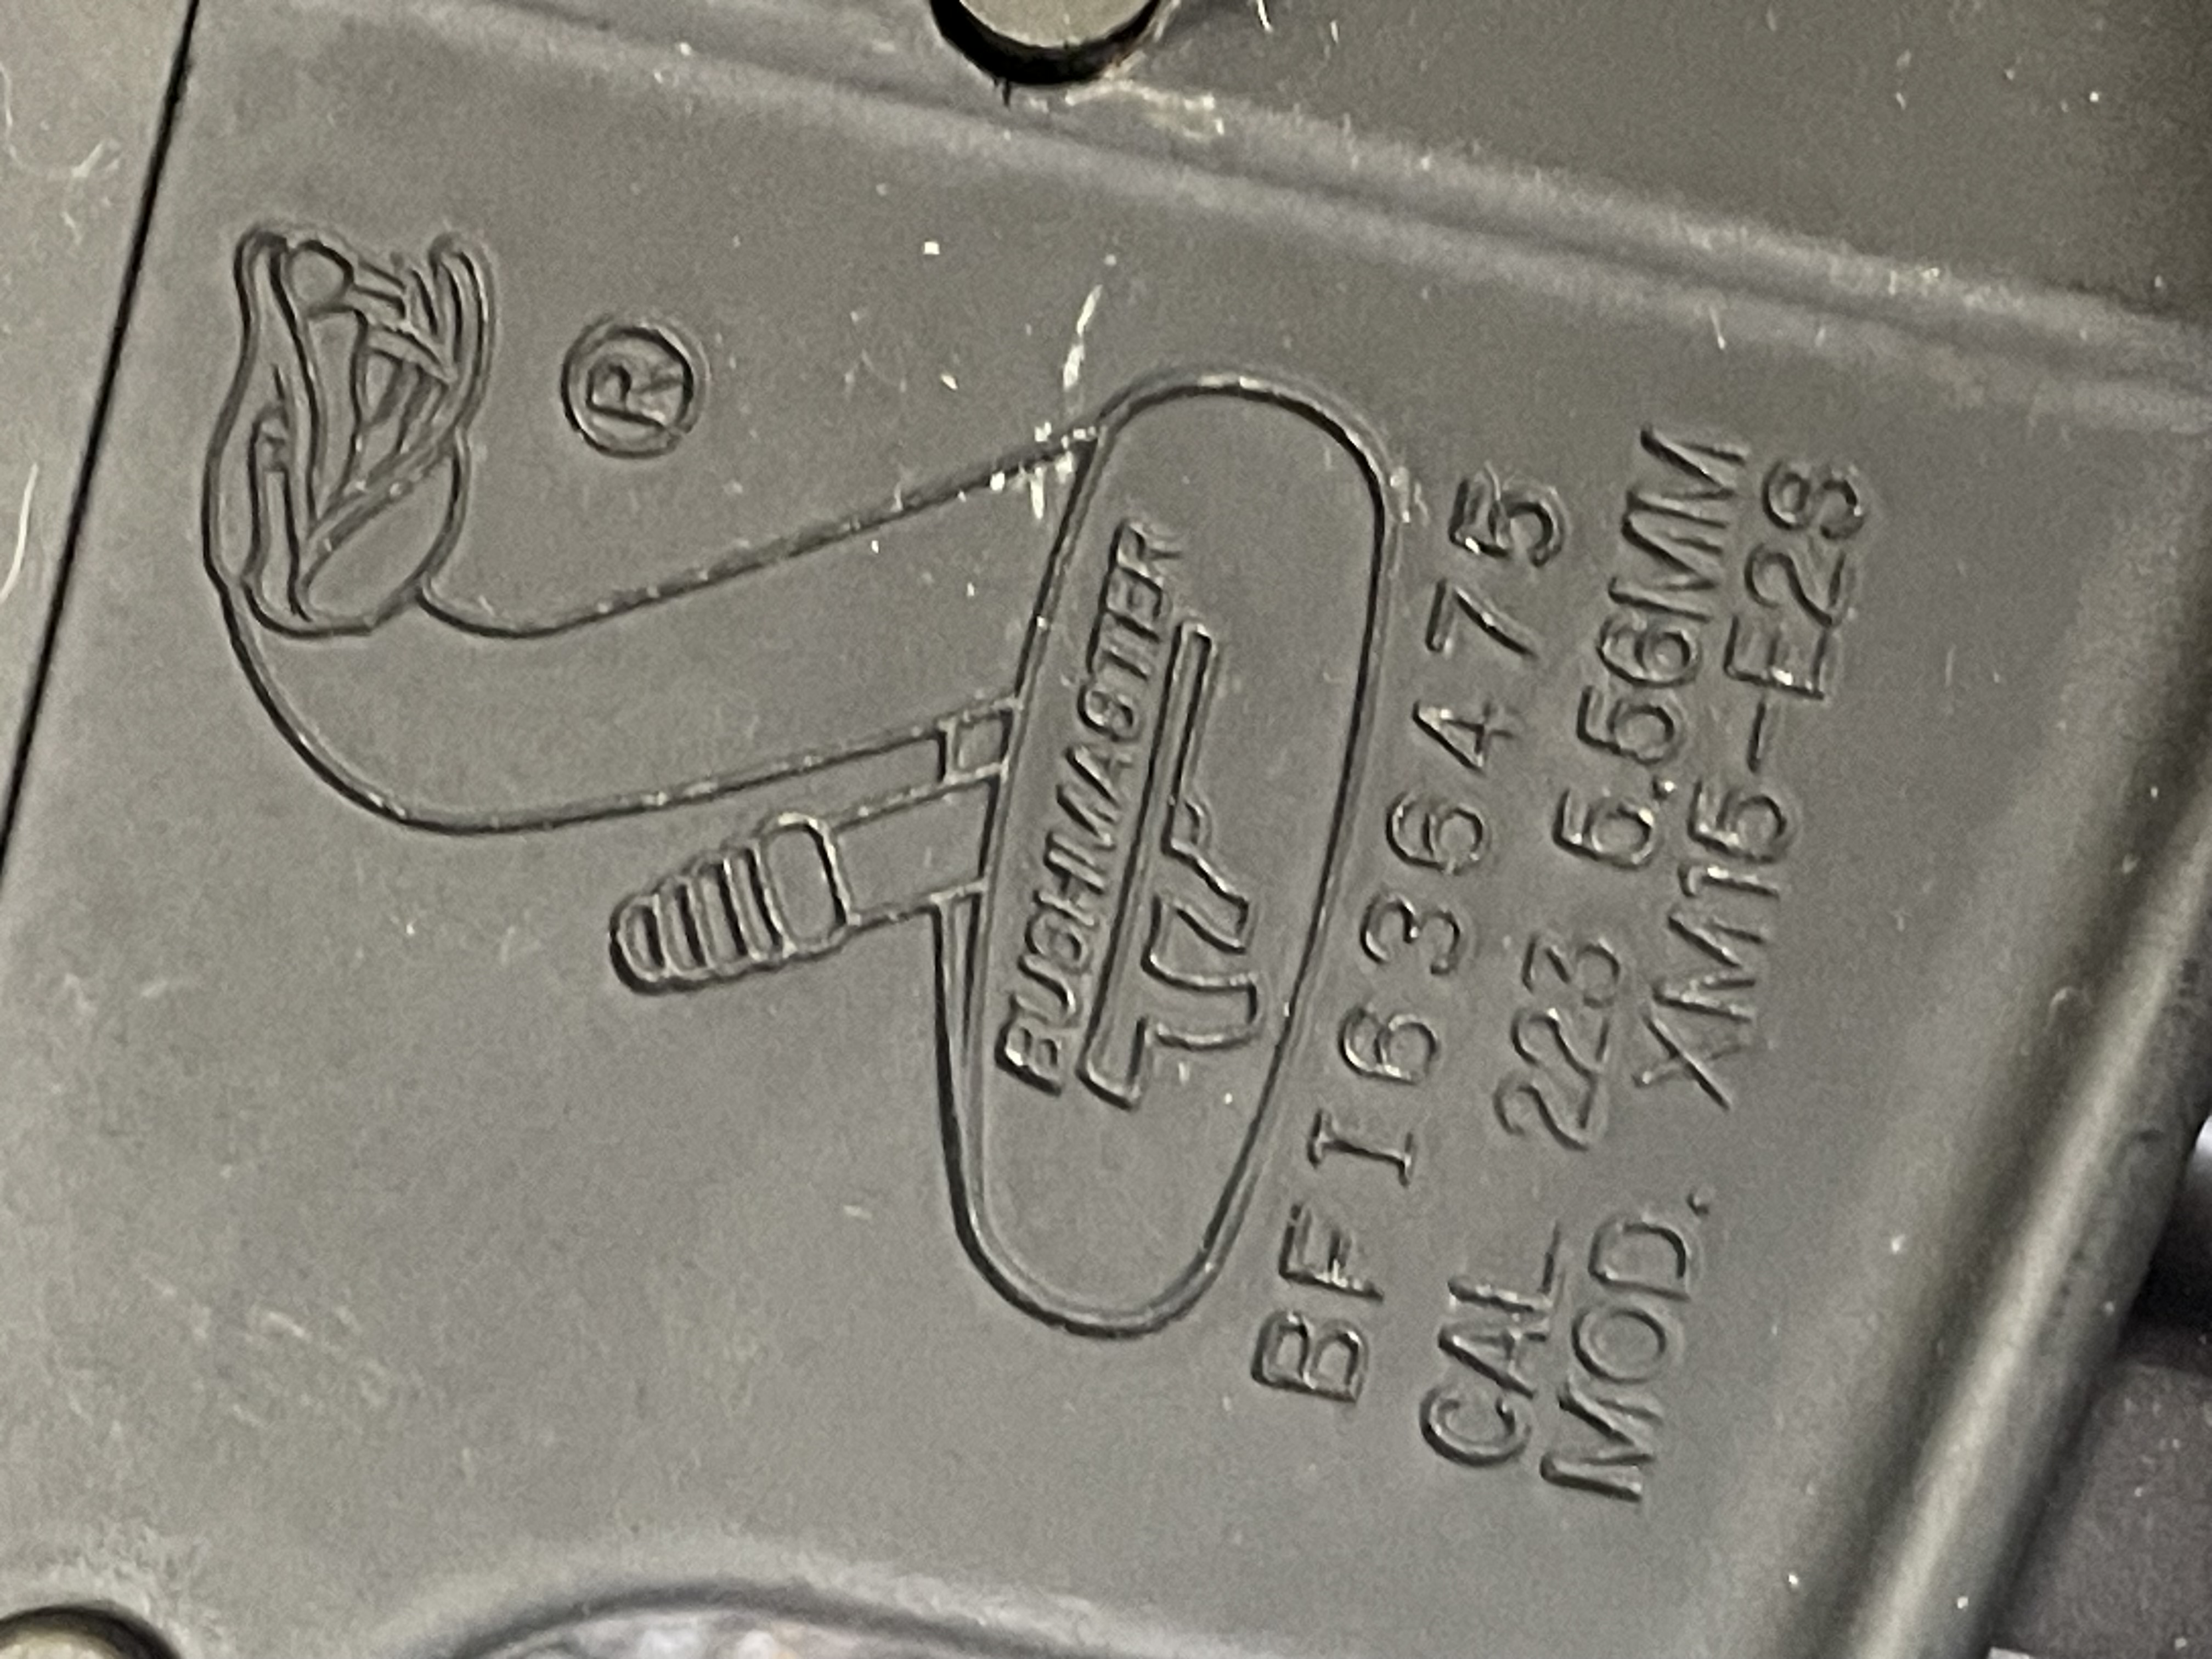 ®
BUSHMASTER
BFI636475
CAL 223 5.56MM
MOD. XM15-E2S